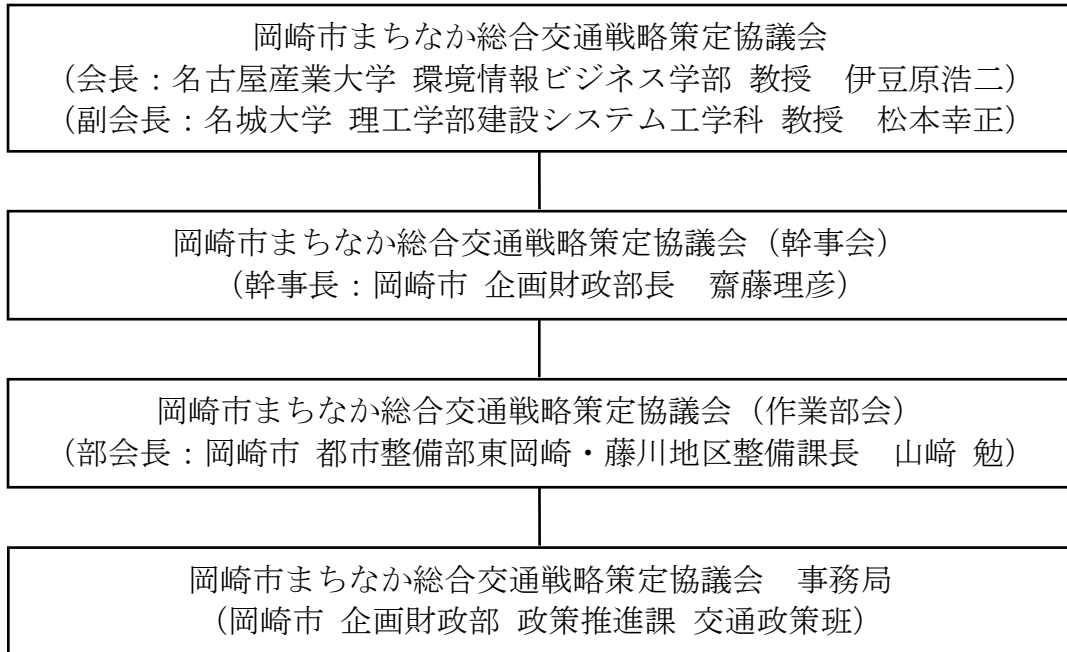 岡崎市まちなか総合交通戦略策定協議会
（会長：名古屋産業大学 環境情報ビジネス学部 教授　伊豆原浩二）
（副会長：名城大学 理工学部建設システム工学科 教授　松本幸正）
岡崎市まちなか総合交通戦略策定協議会（幹事会）
（幹事長：岡崎市 企画財政部長　齋藤理彦）
岡崎市まちなか総合交通戦略策定協議会（作業部会）
（部会長：岡崎市 都市整備部東岡崎・藤川地区整備課長　山﨑 勉）
岡崎市まちなか総合交通戦略策定協議会　事務局
（岡崎市 企画財政部 政策推進課 交通政策班）